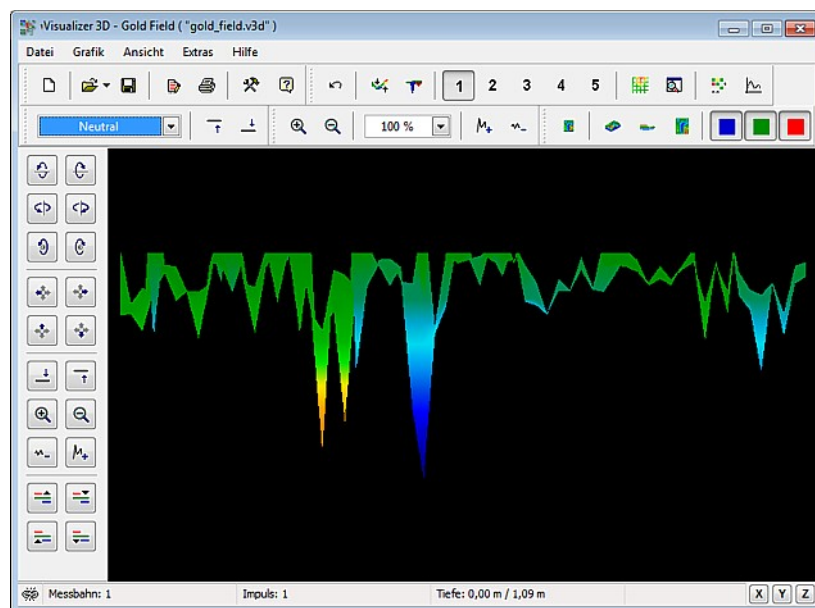 Visualizer 3D - Gold Field ( "gold_field.v3d" )
Datei Grafik Ansicht Extras Hilfe
1 2 3 4 5
Neutral 100 %
Messbahn: 1 Impuls: 1 Tiefe: 0,00 m / 1,09 m X Y Z